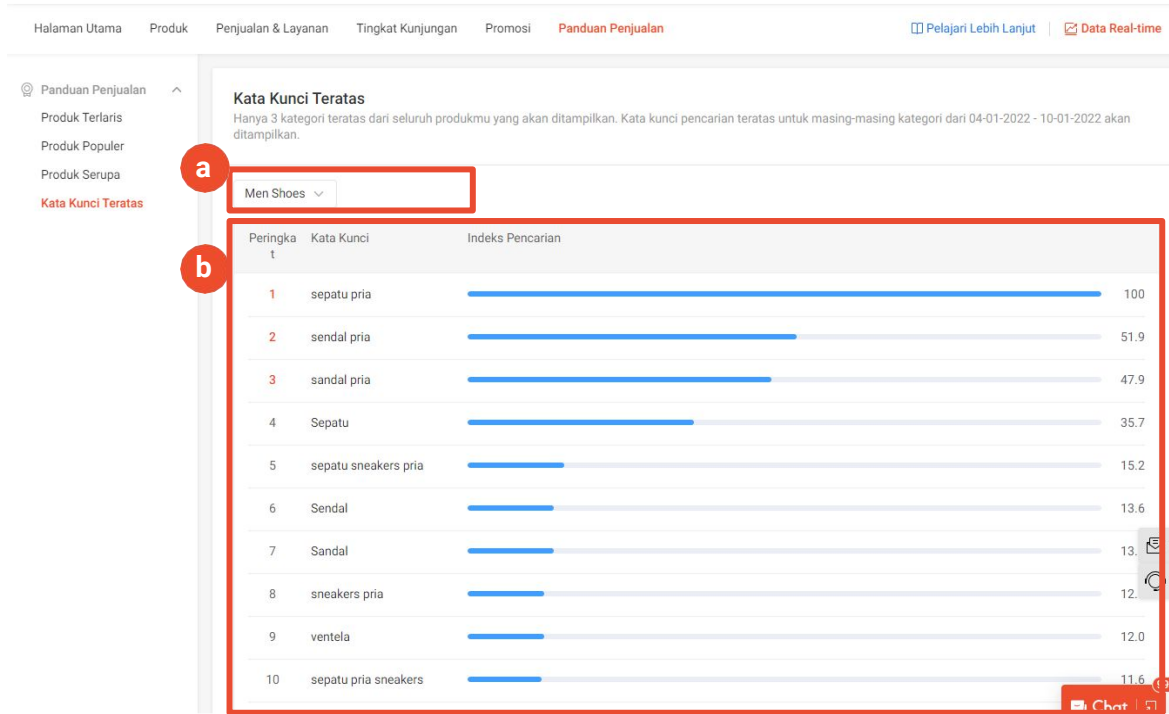 Halaman Utama Produk Penjualan & Layanan Tingkat Kunjungan Promosi Panduan Penjualan Pelajari Lebih Lanjut Data Real-time
Panduan Penjualan
Produk Terlaris
Produk Populer
Produk Serupa
Kata Kunci Teratas
Kata Kunci Teratas
Hanya 3 kategori teratas dari seluruh produkmu yang akan ditampilkan. Kata kunci pencarian teratas untuk masing-masing kategori dari 04-01-2022 - 10-01-2022 akan
ditampilkan.
a
Men Shoes
b
Peringka Kata Kunci Indeks Pencarian
t
1 sepatu pria 100
2 sendal pria 51.9
3 sandal pria 47.9
4 Sepatu 35.7
5 sepatu sneakers pria 15.2
6 Sendal 13.6
7 Sandal 13.
8 sneakers pria 12.
9 ventela 12.0
10 sepatu pria sneakers 11.6
Chat